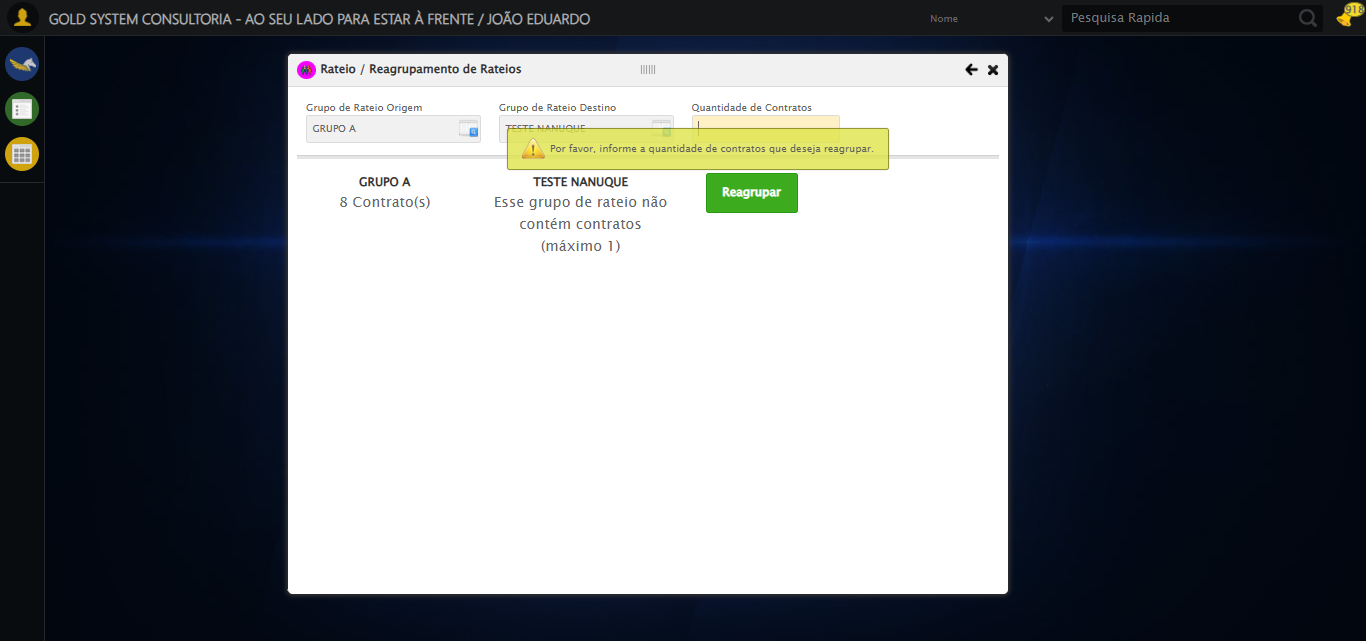 GOLD SYSTEM CONSULTORIA - AO SEU LADO PARA ESTAR À FRENTE / JOÃO EDUARDO
Nome
Pesquisa Rapida
918
Rateio / Reagrupamento de Rateios
Grupo de Rateio Origem
Grupo de Rateio Destino
Quantidade de Contratos
GRUPO A
TESTE NANUQUE
Por favor, informe a quantidade de contratos que deseja reagrupar.
GRUPO A
8 Contrato(s)
TESTE NANUQUE
Esse grupo de rateio não
contém contratos
(máximo 1)
Reagrupar